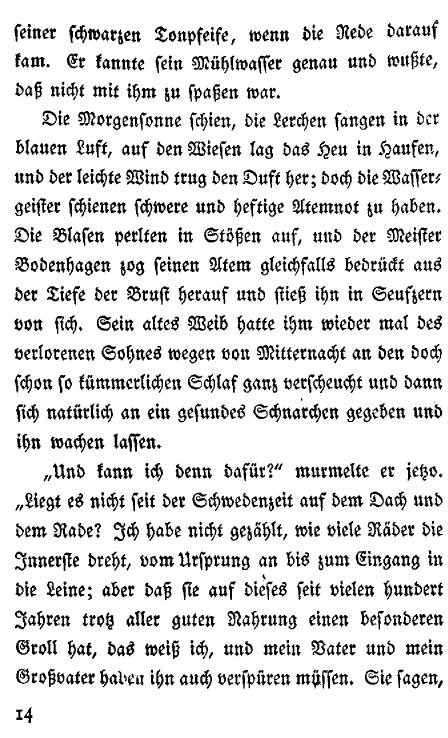 seiner schwarzen Tonpfeife, wenn die Rede darauf
kam. Er kannte sein Mühlwasser genau und wußte,
daß nicht mit ihm zu spaßen war.
Die Morgensonne schien, die Lerchen sangen in der
blauen Luft, auf den Wiesen lag das Heu in Haufen,
und der leichte Wind trug den Duft her; doch die Wasser-
geister schienen schwere und heftige Atemnot zu haben.
Die Blasen perlten in Stößen auf, und der Meister
Bodenhagen zog seinen Atem gleichfalls bedrückt aus
der Tiefe der Brust herauf und stieß ihn in Seufzern
von sich. Sein altes Weib hatte ihm wieder mal des
verlorenen Sohnes wegen von Mitternacht an den doch
schon so kümmerlichen Schlaf ganz verscheucht und dann
sich natürlich an ein gesundes Schnarchen gegeben und
ihn wachen lassen.
„Und kann ich denn dafür?“ murmelte er jetzo.
„Liegt es nicht seit der Schwedenzeit auf dem Dach und
dem Rade? Ich habe nicht gezählt, wie viele Räder die
Innerste dreht, vom Ursprung an bis zum Eingang in
die Leine; aber daß sie auf dieses seit vielen hundert
Jahren trotz aller guten Nahrung einen besonderen
Groll hat, das weiß ich, und mein Vater und mein
Großvater haben ihn auch verspüren müssen. Sie sagen,
14